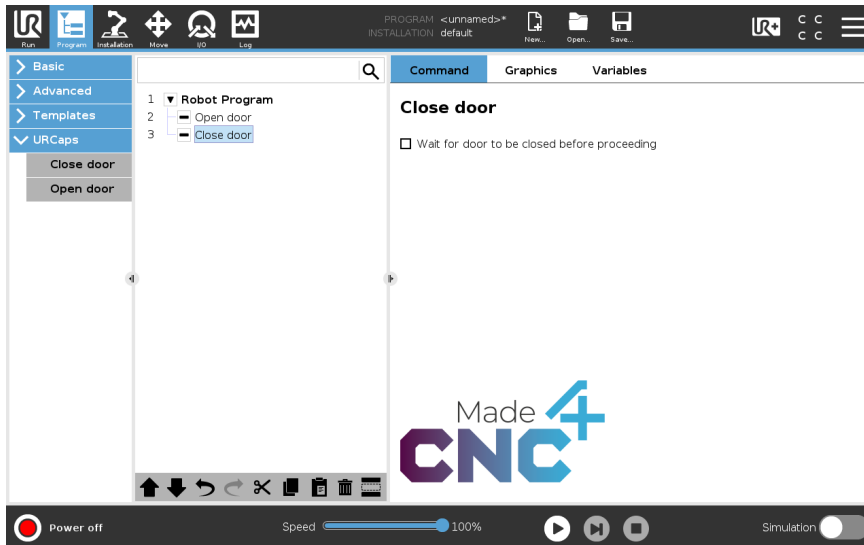 PROGRAM <unnamed>*
INSTALLATION default
Run Program Installation Move I/O Log
New... Open... Save...
UR+
C C
C C
Basic
Advanced
Templates
URCaps
Close door
Open door
1 Robot Program
2 Open door
3 Close door
Command Graphics Variables
Close door
Wait for door to be closed before proceeding
Made 4
CNC
Power off
Speed 100%
Simulation